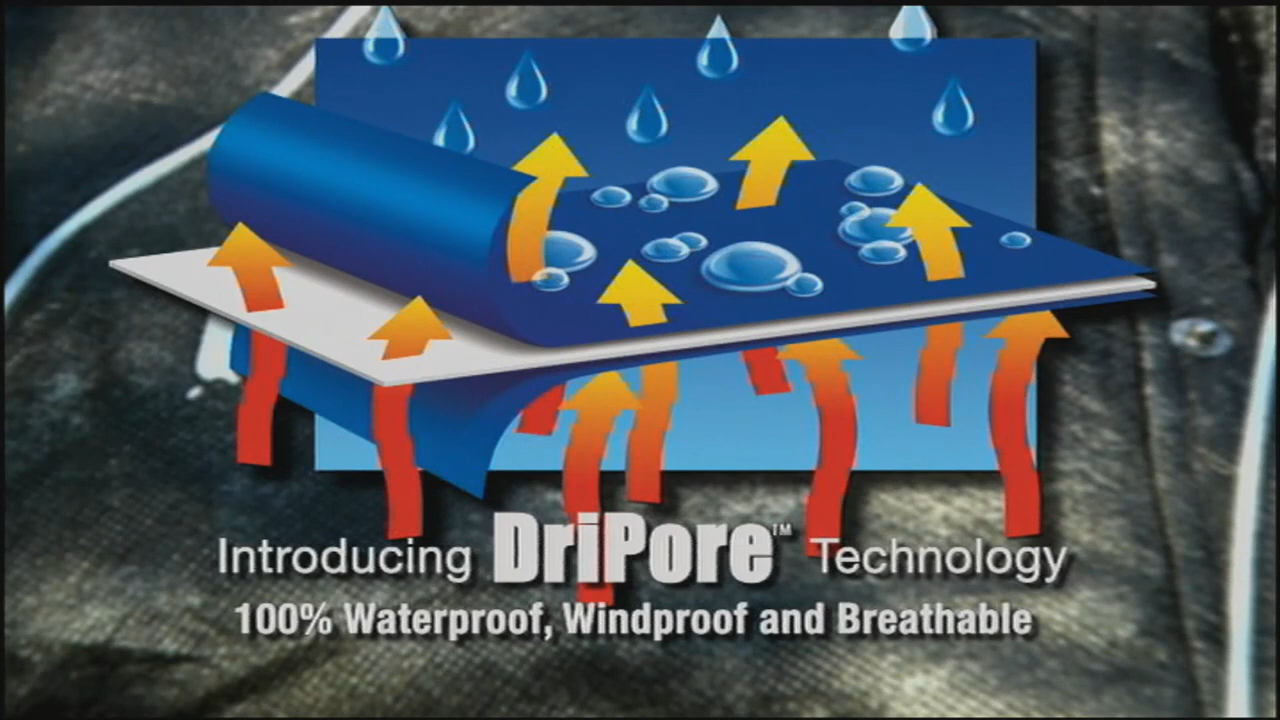 Introducing DriPore™ Technology
100% Waterproof, Windproof and Breathable